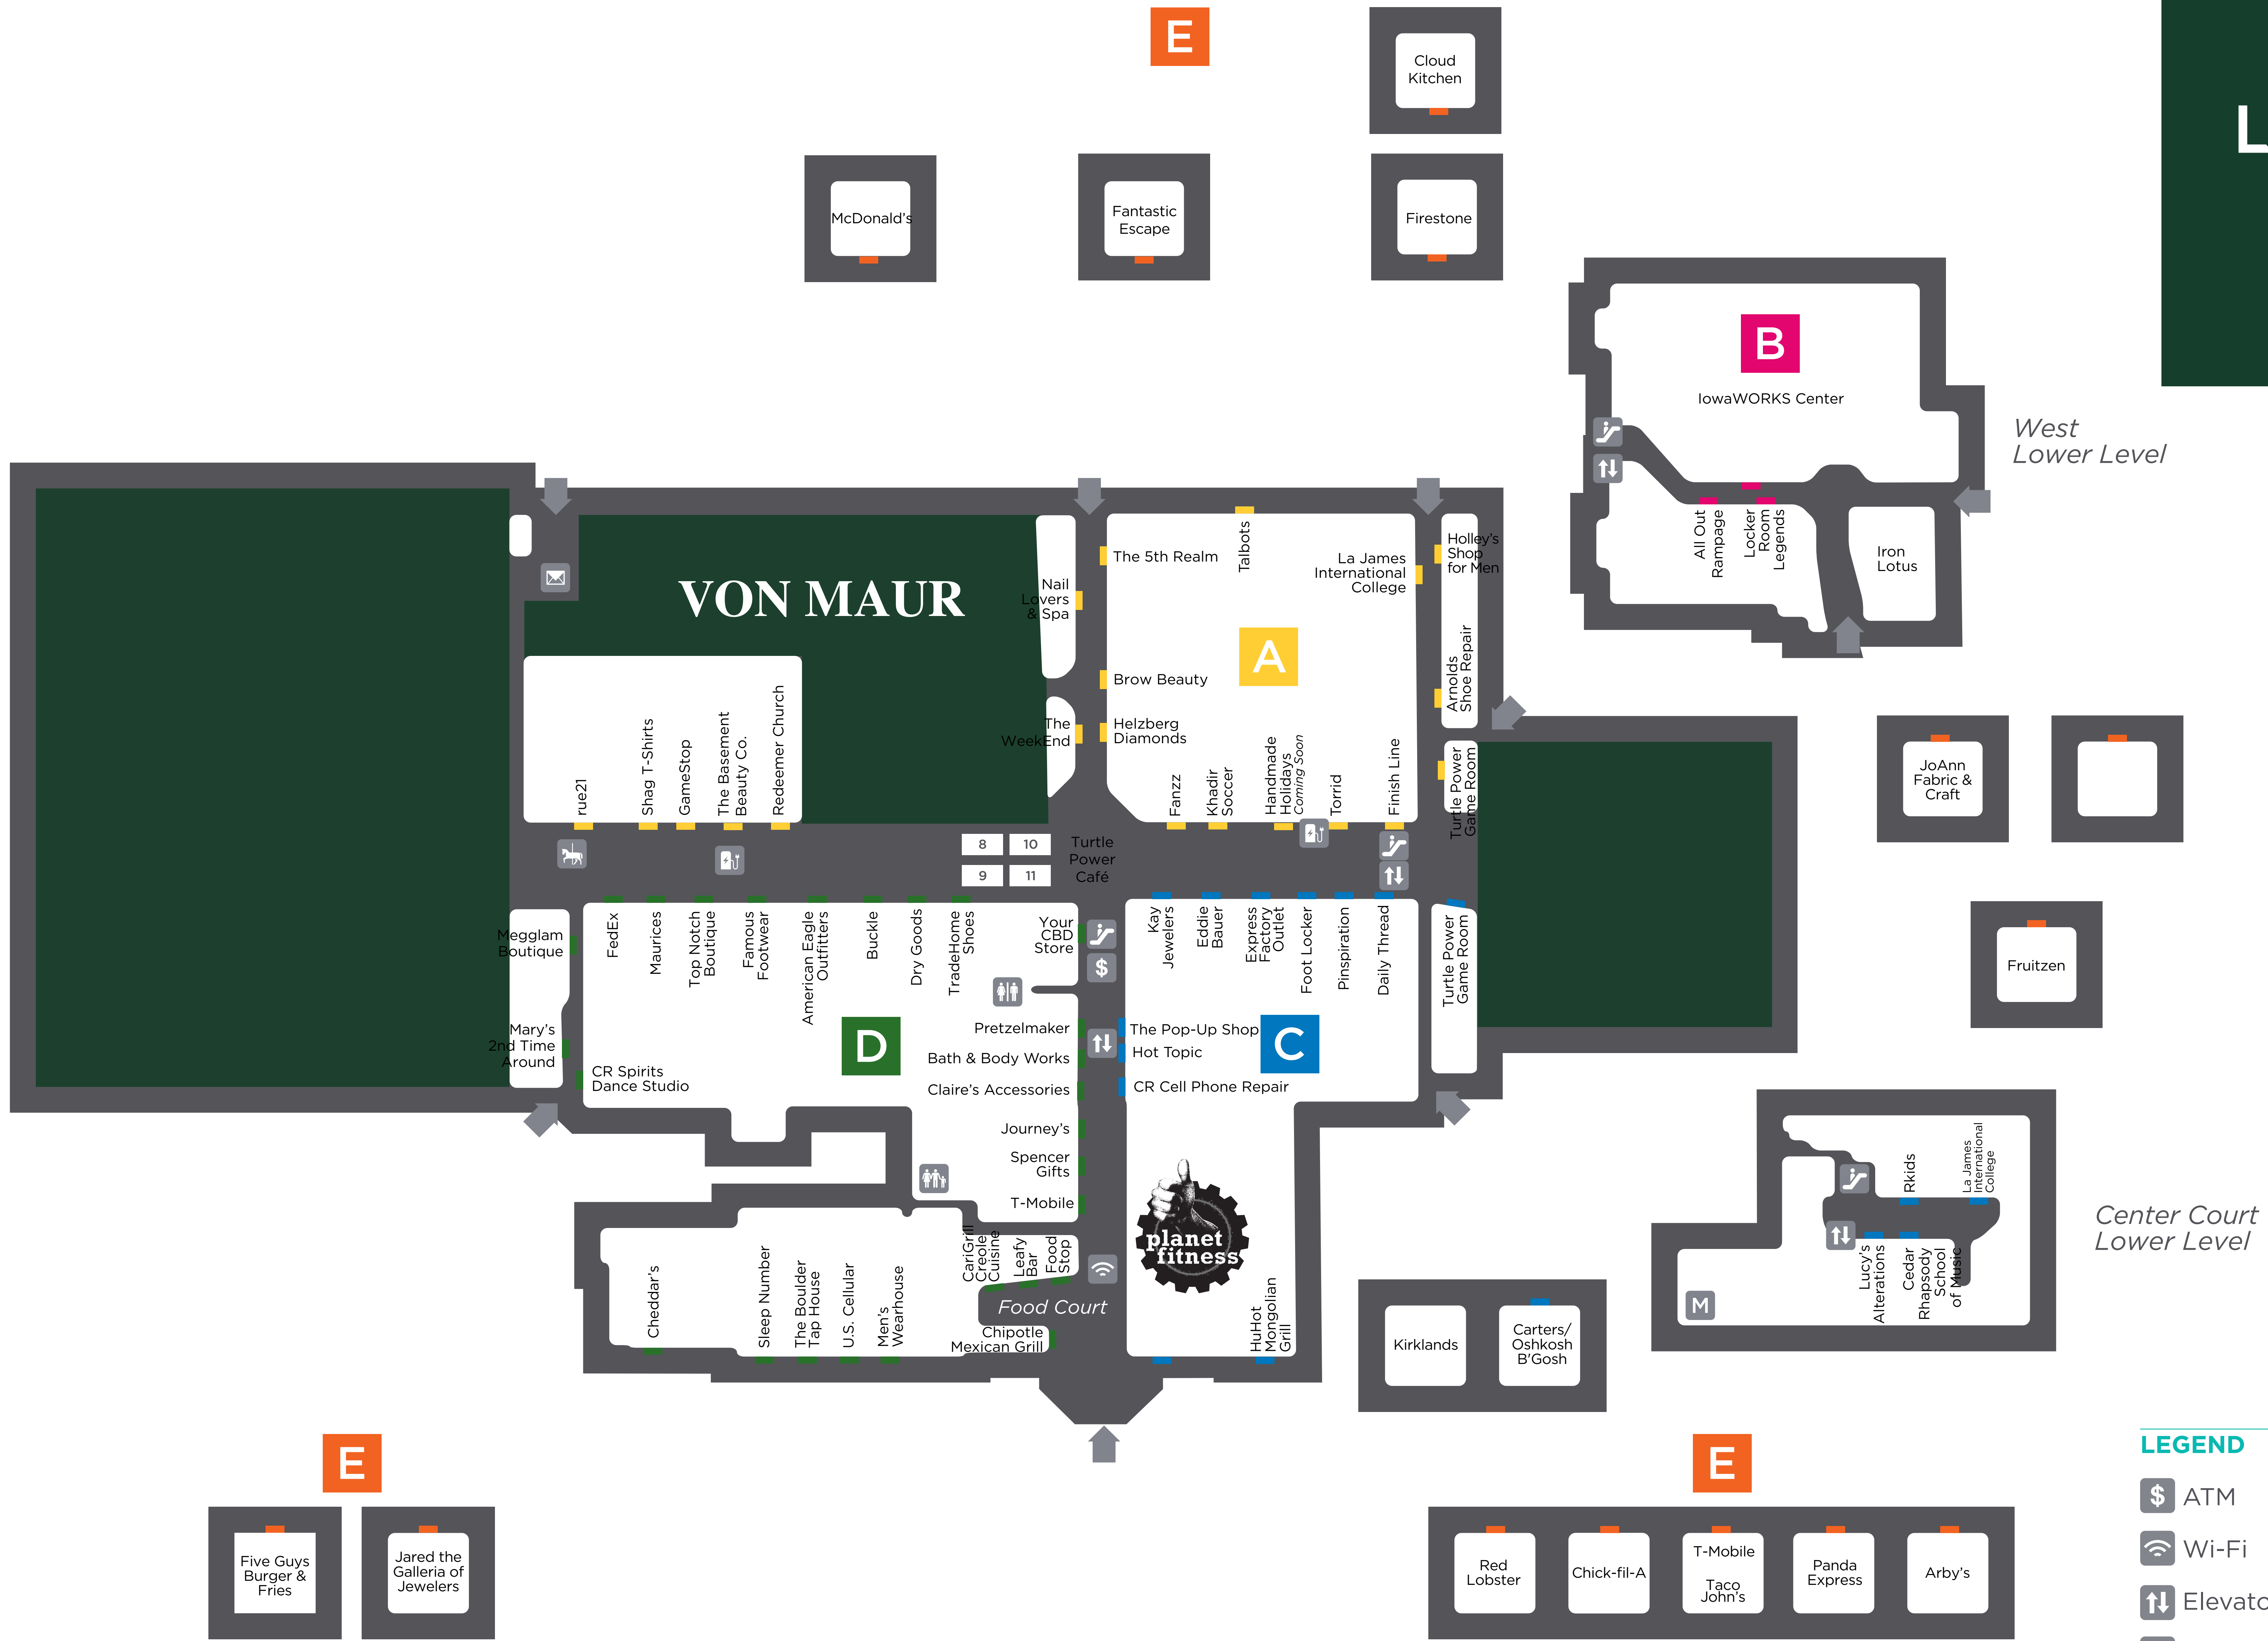 E
Cloud
Kitchen
L
McDonald's
Fantastic
Escape
Firestone
B
IowaWORKS Center
West
Lower Level
All Out
Rampage
Locker
Room
Legends
Iron
Lotus
VON MAUR
Nail
Lovers
& Spa
The 5th Realm
Talbots
La James
International
College
Holley's
Shop
for Men
A
Arnolds
Shoe Repair
Brow Beauty
The
WeekEnd
Helzberg
Diamonds
rue21
Shag T-Shirts
GameStop
The Basement
Beauty Co.
Redeemer Church
Fanzz
Khadir
Soccer
Handmade
Holidays
Coming Soon
Torrid
Finish Line
Turtle Power
Game Room
JoAnn
Fabric &
Craft
8
10
9
11
Turtle
Power
Café
Megglam
Boutique
FedEx
Maurices
Top Notch
Boutique
Famous
Footwear
American Eagle
Outfitters
Buckle
Dry Goods
TradeHome
Shoes
Your
CBD
Store
$
Kay
Jewelers
Eddie
Bauer
Express
Factory
Outlet
Foot Locker
Pinspiration
Daily Thread
Turtle Power
Game Room
Fruitzen
Mary's
2nd Time
Around
CR Spirits
Dance Studio
D
Pretzelmaker
Bath & Body Works
Claire's Accessories
Journey's
Spencer
Gifts
T-Mobile
The Pop-Up Shop
Hot Topic
CR Cell Phone Repair
C
planet
fitness
Rkids
La James
International
College
Lucy's
Alterations
Cedar
Rhapsody
School
of Music
M
Center Court
Lower Level
Cheddar's
Sleep Number
The Boulder
Tap House
U.S. Cellular
Men's
Wearhouse
CariGrill
Creole
Cuisine
Leafy
Bar
Food
Stop
Food Court
Chipotle
Mexican Grill
HuHot
Mongolian
Grill
Kirklands
Carters/
Oshkosh
B'Gosh
E
Five Guys
Burger &
Fries
Jared the
Galleria of
Jewelers
E
Red
Lobster
Chick-fil-A
T-Mobile
Taco
John's
Panda
Express
Arby's
LEGEND
$ ATM
Wi-Fi
Elevato